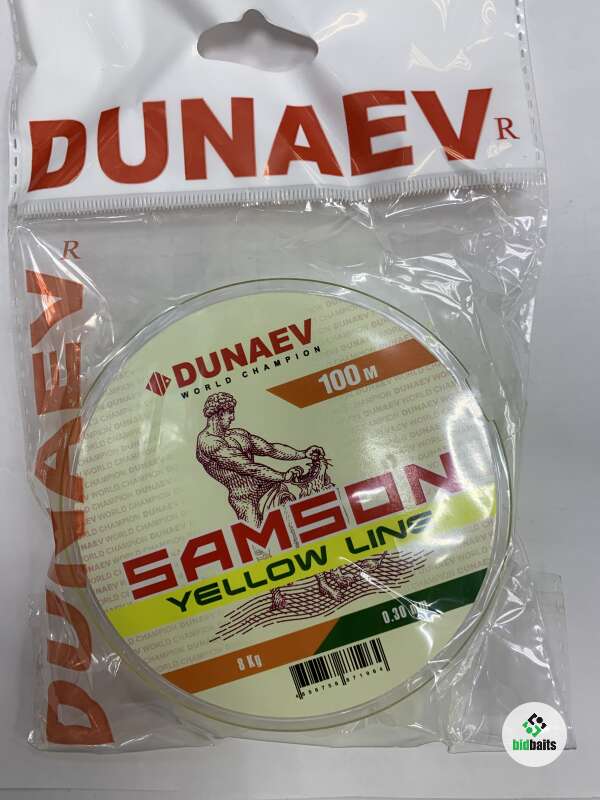 DUNAEV R
DUNAEV R
DUNAEV
WORLD CHAMPION
100 М
SAMSON
YELLOW LINE
0.30
8 Kg
bidbaits